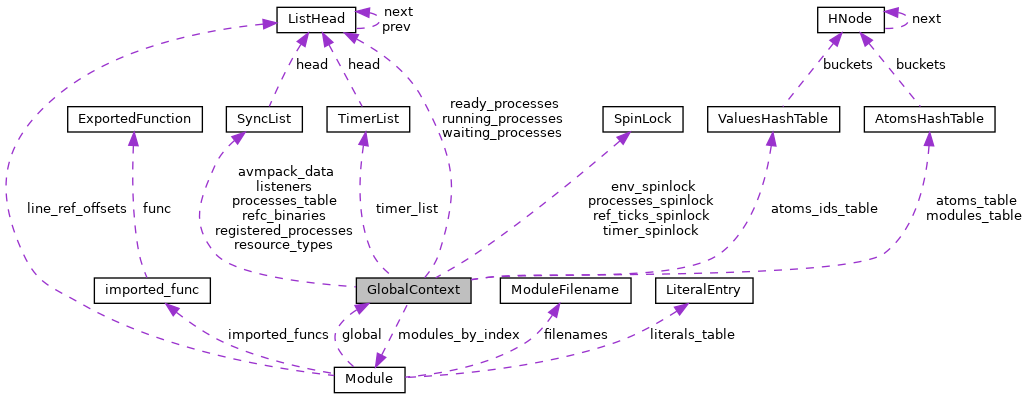 ListHead
next
prev
HNode
next
head
head
buckets
buckets
ready_processes
running_processes
waiting_processes
ExportedFunction
SyncList
TimerList
SpinLock
ValuesHashTable
AtomsHashTable
avmpack_data
listeners
processes_table
refc_binaries
registered_processes
resource_types
env_spinlock
processes_spinlock
ref_ticks_spinlock
timer_spinlock
line_ref_offsets
func
timer_list
atoms_ids_table
atoms_table
modules_table
imported_func
GlobalContext
ModuleFilename
LiteralEntry
imported_funcs
global
modules_by_index
filenames
literals_table
Module